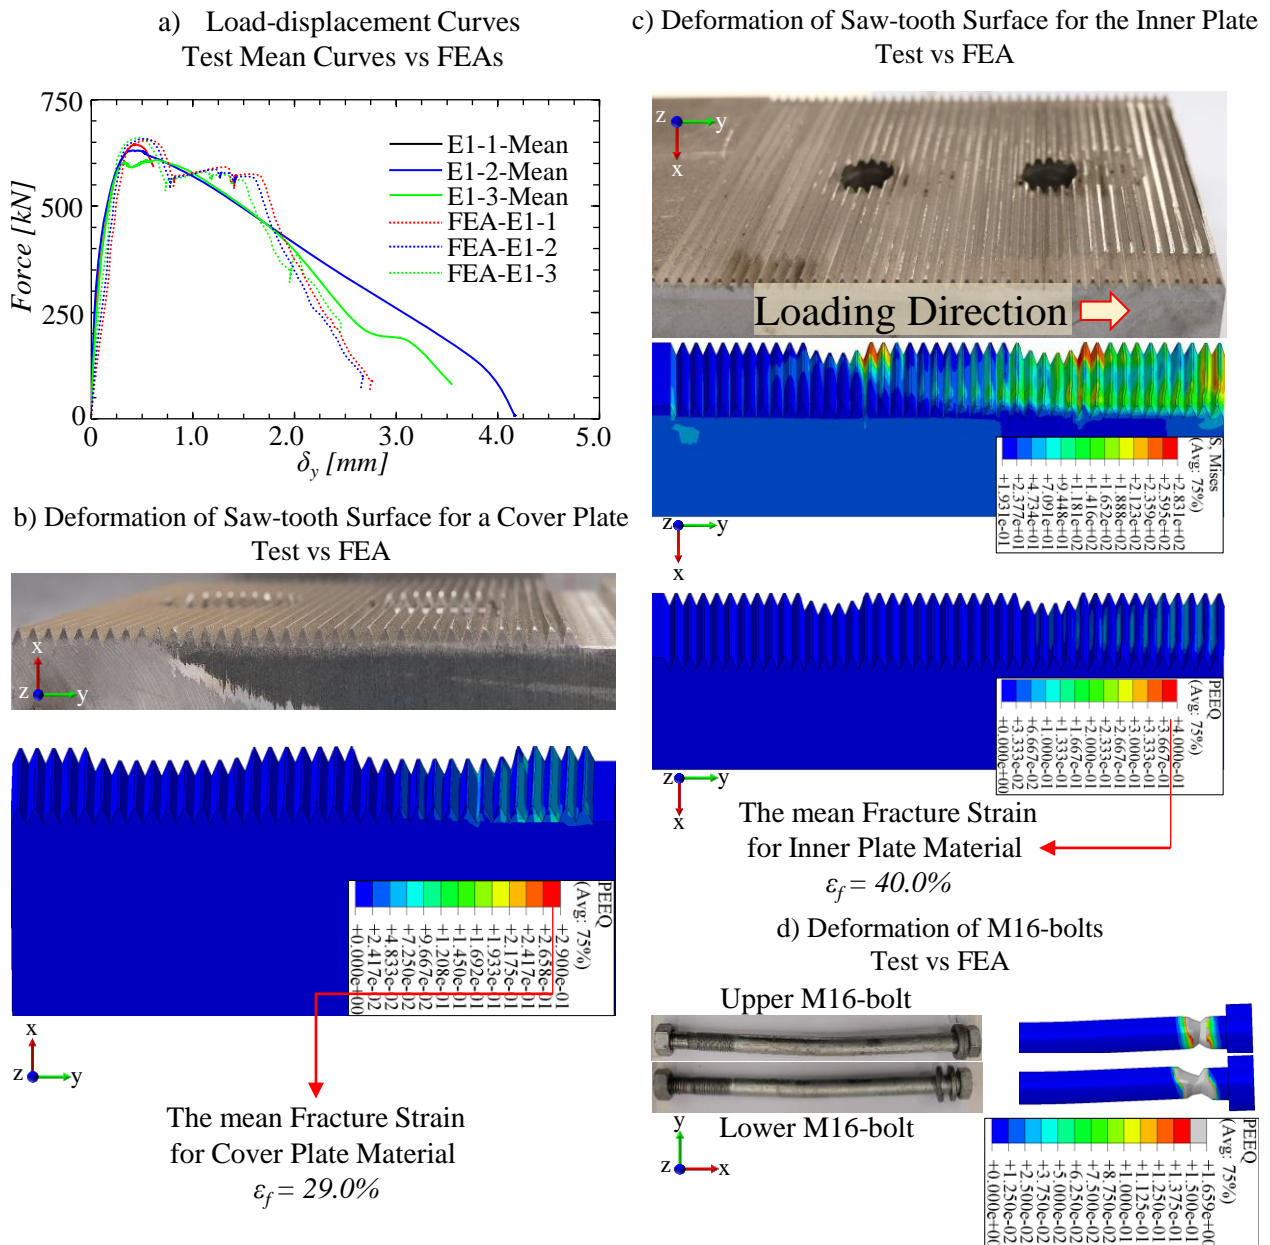 a) Load-displacement Curves
Test Mean Curves vs FEAs
750
500
250
0
Force [kN]
E1-1-Mean
E1-2-Mean
E1-3-Mean
FEA-E1-1
FEA-E1-2
FEA-E1-3
0 1.0 2.0 3.0 4.0 5.0
δy [mm]
b) Deformation of Saw-tooth Surface for a Cover Plate
Test vs FEA
x
z y
PEEQ
(Avg: 75%)
+2.900e-01
+2.658e-01
+2.417e-01
+2.175e-01
+1.933e-01
+1.692e-01
+1.450e-01
+1.208e-01
+9.667e-02
+7.250e-02
+4.833e-02
+2.417e-02
+0.000e+00
x
z y
The mean Fracture Strain
for Cover Plate Material
εf = 29.0%
c) Deformation of Saw-tooth Surface for the Inner Plate
Test vs FEA
z y
x
Loading Direction
S, Mises
(Avg: 75%)
+2.831e+02
+2.595e+02
+2.359e+02
+2.123e+02
+1.888e+02
+1.652e+02
+1.416e+02
+1.181e+02
+9.448e+01
+7.091e+01
+4.734e+01
+2.377e+01
+1.931e-01
z y
x
PEEQ
(Avg: 75%)
+4.000e-01
+3.667e-01
+3.333e-01
+3.000e-01
+2.667e-01
+2.333e-01
+2.000e-01
+1.667e-01
+1.333e-01
+1.000e-01
+6.667e-02
+3.333e-02
+0.000e+00
z y
x
The mean Fracture Strain
for Inner Plate Material
εf = 40.0%
d) Deformation of M16-bolts
Test vs FEA
Upper M16-bolt
Lower M16-bolt
y
z x
PEEQ
(Avg: 75%)
+1.659e+00
+1.500e-01
+1.375e-01
+1.250e-01
+1.125e-01
+1.000e-01
+8.750e-02
+7.500e-02
+6.250e-02
+5.000e-02
+3.750e-02
+2.500e-02
+1.250e-02
+0.000e+00